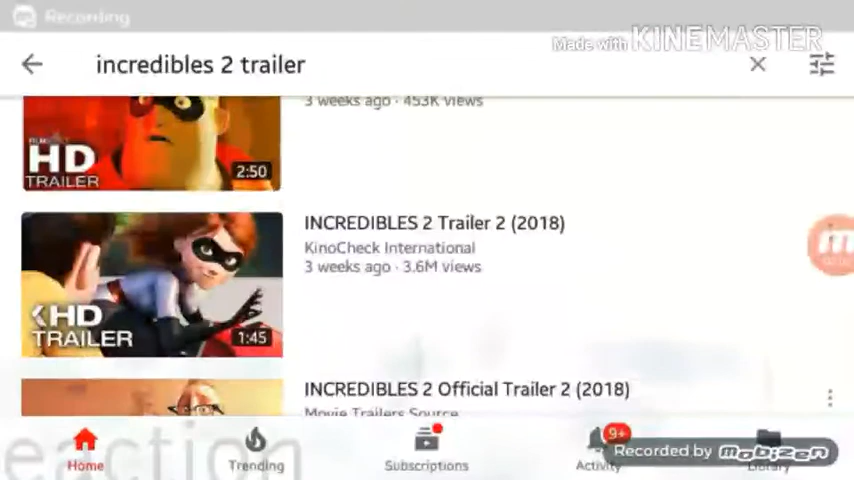 Recording
Made with KINEMASTER
incredibles 2 trailer
3 weeks ago · 453K views
HD
TRAILER
2:50
INCREDIBLES 2 Trailer 2 (2018)
KinoCheck International
3 weeks ago · 3.6M views
HD
TRAILER
1:45
INCREDIBLES 2 Official Trailer 2 (2018)
Movie Trailers Source
eaction
9+
Recorded by mobizen
Home
Trending
Subscriptions
Activity
Library